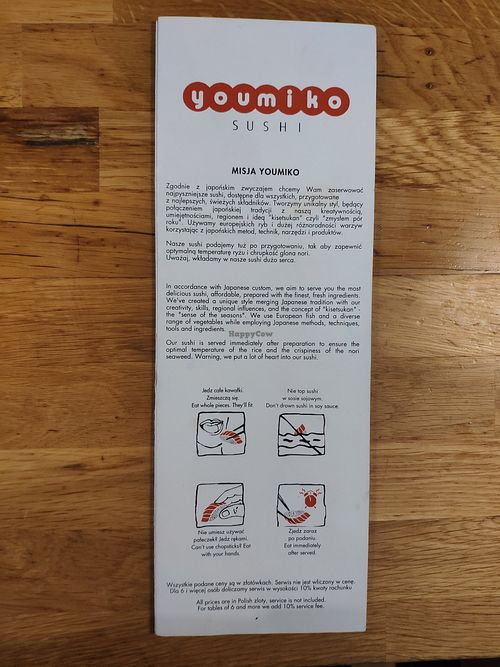 youmiko
SUSHI
MISJA YOUMIKO
Zgodnie z japońskim zwyczajem chcemy Wam zaserwować
najpyszniejsze sushi, dostępne dla wszystkich, przygotowane
z najlepszych, świeżych składników. Tworzymy unikalny styl, będący
połączeniem japońskiej tradycji z naszą kreatywnością,
umiejętnościami, regionem i ideą "kisetsukan" czyli "zmysłem pór
roku". Używamy europejskich ryb i dużej różnorodności warzyw
korzystając z japońskich metod, technik, narzędzi i produktów.
Nasze sushi podajemy tuż po przygotowaniu, tak aby zapewnić
optymalną temperaturę ryżu i chrupkość glona nori.
Uważaj, wkładamy w nasze sushi dużo serca.
In accordance with Japanese custom, we aim to serve you the most
delicious sushi, affordable, prepared with the finest, fresh ingredients.
We've created a unique style merging Japanese tradition with our
creativity, skills, regional influences, and the concept of "kisetsukan" -
the "sense of the seasons". We use European fish and a diverse
range of vegetables while employing Japanese methods, techniques,
tools and ingredients.
HappyCow
Our sushi is served immediately after preparation to ensure the
optimal temperature of the rice and the crispiness of the nori
seaweed. Warning, we put a lot of heart into our sushi.
Jedz całe kawałki.
Zmieszczą się.
Eat whole pieces. They'll fit.
Nie top sushi
w sosie sojowym.
Don't drown sushi in soy sauce.
Nie umiesz używać
pałeczek? Jedz rękami.
Can't use chopsticks? Eat
with your hands.
Zjedz zaraz
po podaniu.
Eat immediately
after served.
Wszystkie podane ceny są w złotówkach. Serwis nie jest wliczony w cenę.
Dla 6 i więcej osób doliczamy serwis w wysokości 10% kwoty rachunku
All prices are in Polish zloty, service is not included.
For tables of 6 and more we add 10% service fee.